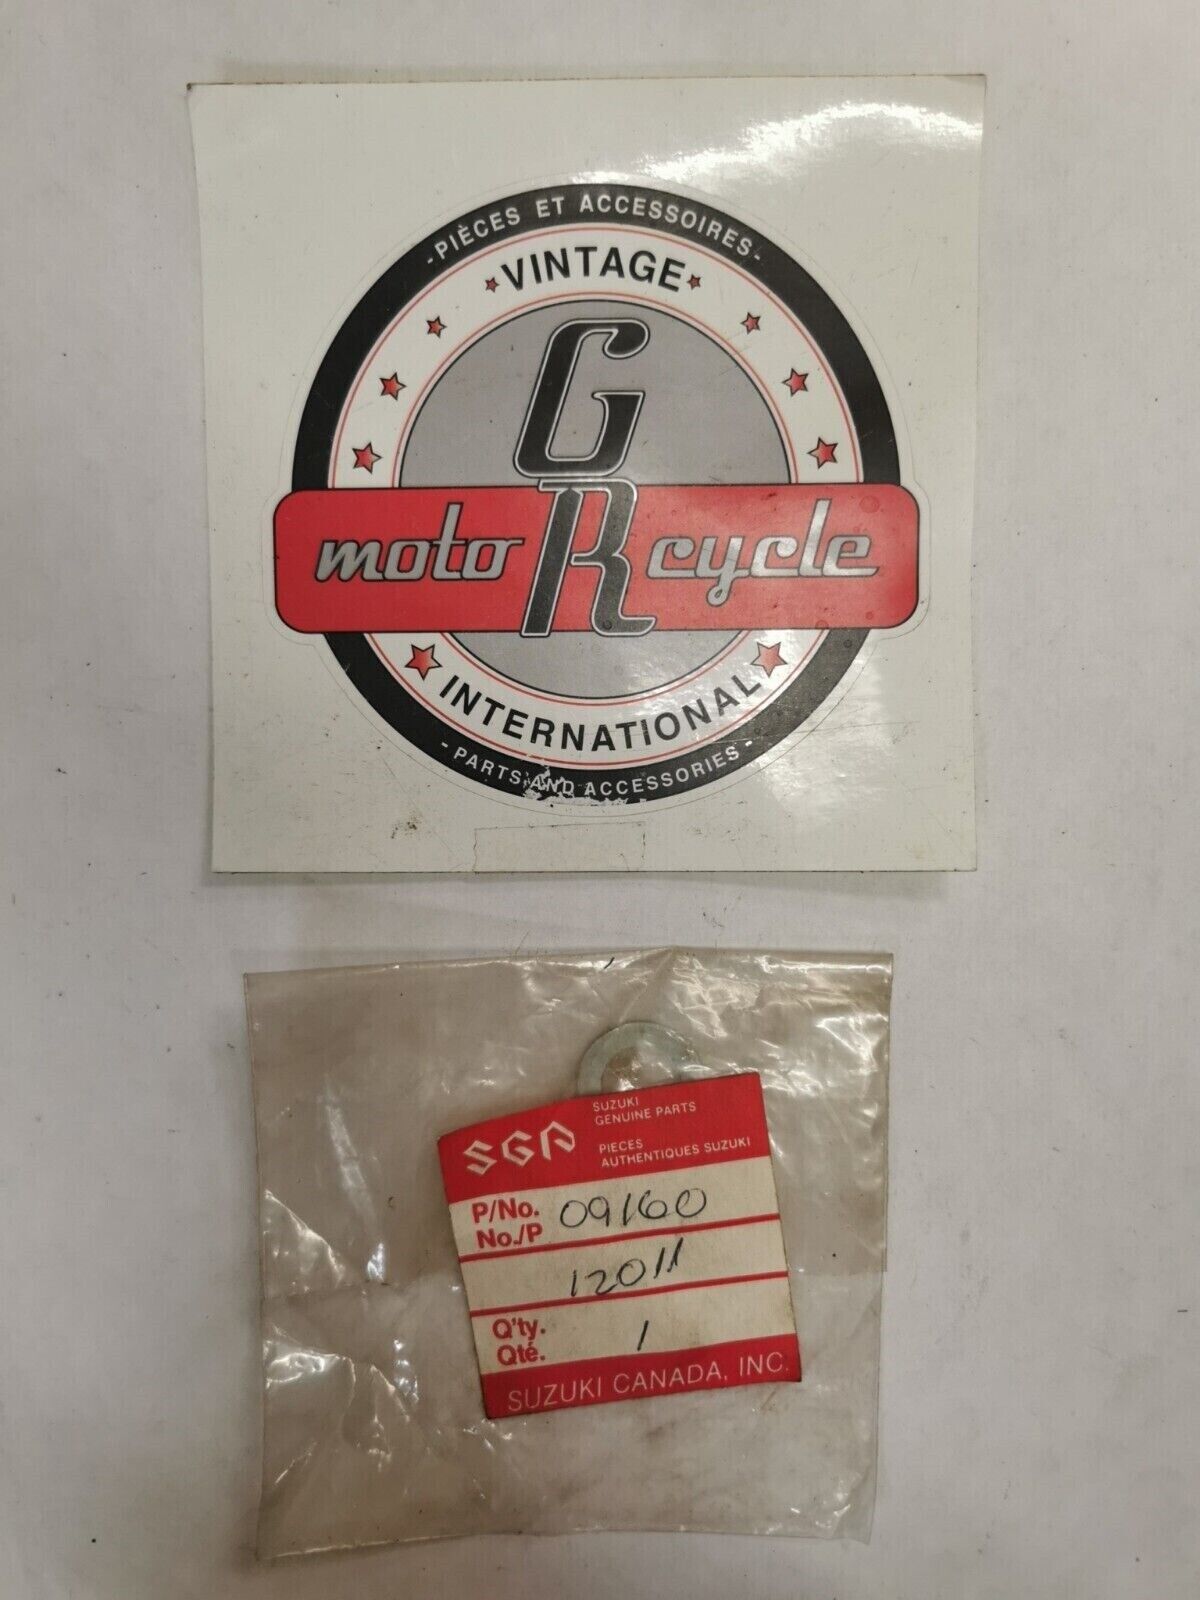 - PIÈCES ET ACCESSOIRES -
VINTAGE
GR
moto cycle
INTERNATIONAL
- PARTS AND ACCESSORIES -
SGP
SUZUKI
GENUINE PARTS
PIECES
AUTHENTIQUES SUZUKI
P/No.
No./P
09160
12011
Q'ty.
Qté.
1
SUZUKI CANADA, INC.